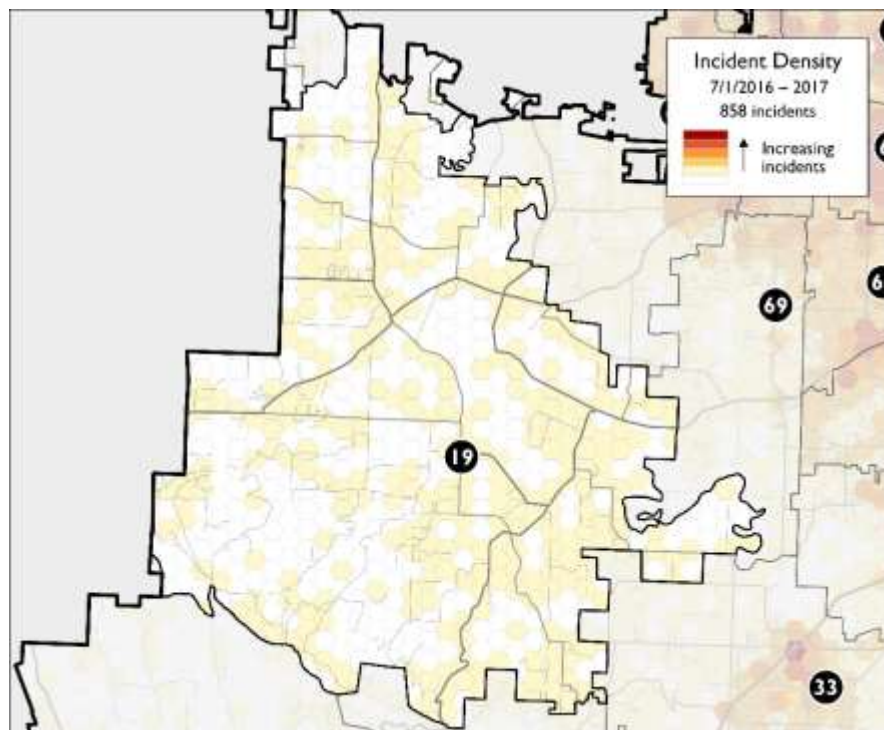 Incident Density
7/1/2016 – 2017
858 incidents
Increasing
incidents
69
19
33